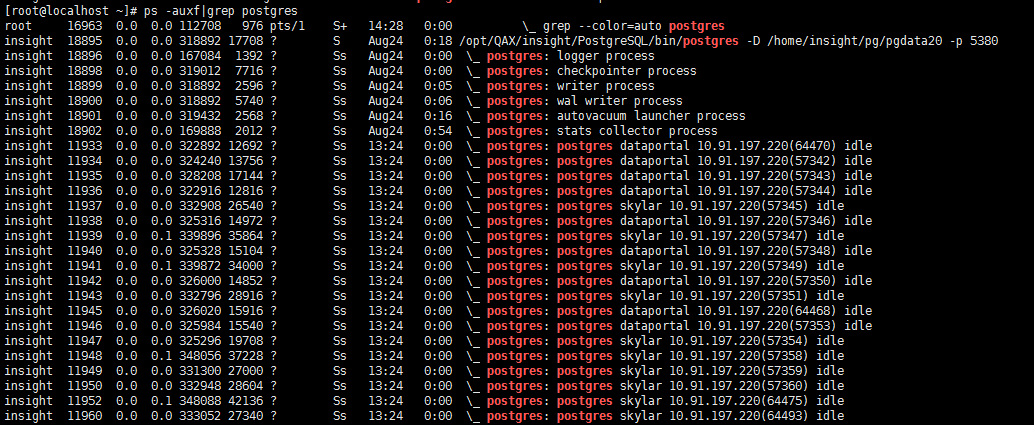 [root@localhost ~]# ps -auxf|grep postgres
root 16963 0.0 0.0 112708 976 pts/1 S+ 14:28 0:00 \_ grep --color=auto postgres
insight 18895 0.0 0.0 318892 17708 ? S Aug24 0:18 /opt/QAX/insight/PostgreSQL/bin/postgres -D /home/insight/pg/pgdata20 -p 5380
insight 18896 0.0 0.0 167084 1392 ? Ss Aug24 0:00 \_ postgres: logger process
insight 18898 0.0 0.0 319012 7716 ? Ss Aug24 0:00 \_ postgres: checkpointer process
insight 18899 0.0 0.0 318892 2596 ? Ss Aug24 0:05 \_ postgres: writer process
insight 18900 0.0 0.0 318892 5740 ? Ss Aug24 0:06 \_ postgres: wal writer process
insight 18901 0.0 0.0 319432 2568 ? Ss Aug24 0:16 \_ postgres: autovacuum launcher process
insight 18902 0.0 0.0 169888 2012 ? Ss Aug24 0:54 \_ postgres: stats collector process
insight 11933 0.0 0.0 322892 12692 ? Ss 13:24 0:00 \_ postgres: postgres dataportal 10.91.197.220(64470) idle
insight 11934 0.0 0.0 324240 13756 ? Ss 13:24 0:00 \_ postgres: postgres dataportal 10.91.197.220(57342) idle
insight 11935 0.0 0.0 328208 17144 ? Ss 13:24 0:00 \_ postgres: postgres dataportal 10.91.197.220(57343) idle
insight 11936 0.0 0.0 322916 12816 ? Ss 13:24 0:00 \_ postgres: postgres dataportal 10.91.197.220(57344) idle
insight 11937 0.0 0.0 332908 26540 ? Ss 13:24 0:00 \_ postgres: postgres skylar 10.91.197.220(57345) idle
insight 11938 0.0 0.0 325316 14972 ? Ss 13:24 0:00 \_ postgres: postgres dataportal 10.91.197.220(57346) idle
insight 11939 0.0 0.1 339896 35864 ? Ss 13:24 0:00 \_ postgres: postgres skylar 10.91.197.220(57347) idle
insight 11940 0.0 0.0 325328 15104 ? Ss 13:24 0:00 \_ postgres: postgres dataportal 10.91.197.220(57348) idle
insight 11941 0.0 0.1 339872 34000 ? Ss 13:24 0:00 \_ postgres: postgres skylar 10.91.197.220(57349) idle
insight 11942 0.0 0.0 326000 14852 ? Ss 13:24 0:00 \_ postgres: postgres dataportal 10.91.197.220(57350) idle
insight 11943 0.0 0.0 332796 28916 ? Ss 13:24 0:00 \_ postgres: postgres skylar 10.91.197.220(57351) idle
insight 11945 0.0 0.0 326020 15916 ? Ss 13:24 0:00 \_ postgres: postgres dataportal 10.91.197.220(64468) idle
insight 11946 0.0 0.0 325984 15540 ? Ss 13:24 0:00 \_ postgres: postgres dataportal 10.91.197.220(57353) idle
insight 11947 0.0 0.0 325296 19708 ? Ss 13:24 0:00 \_ postgres: postgres skylar 10.91.197.220(57354) idle
insight 11948 0.0 0.1 348056 37228 ? Ss 13:24 0:00 \_ postgres: postgres skylar 10.91.197.220(57358) idle
insight 11949 0.0 0.0 331300 27000 ? Ss 13:24 0:00 \_ postgres: postgres skylar 10.91.197.220(57359) idle
insight 11950 0.0 0.0 332948 28604 ? Ss 13:24 0:00 \_ postgres: postgres skylar 10.91.197.220(57360) idle
insight 11952 0.0 0.1 348088 42136 ? Ss 13:24 0:00 \_ postgres: postgres skylar 10.91.197.220(64475) idle
insight 11960 0.0 0.0 333052 27340 ? Ss 13:24 0:00 \_ postgres: postgres skylar 10.91.197.220(64493) idle